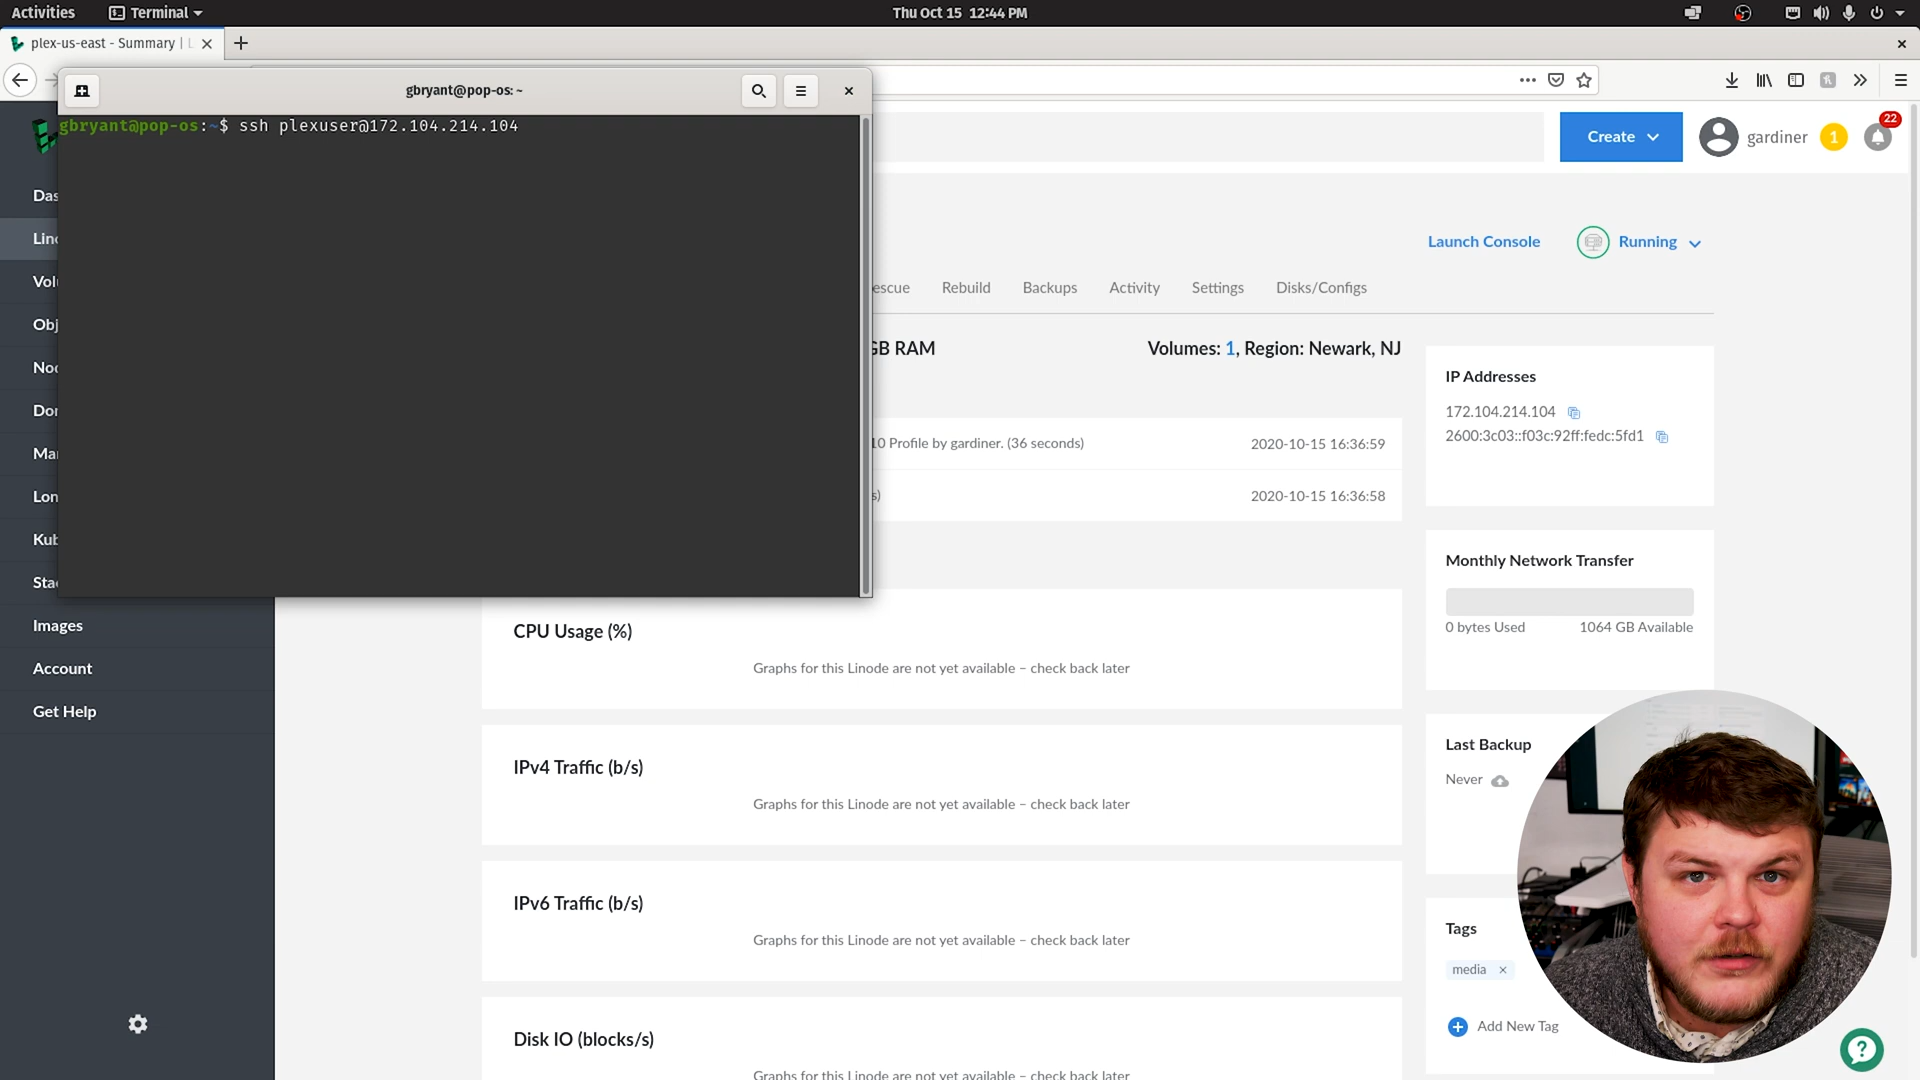 Activities
Terminal
Thu Oct 15 12:44 PM
plex-us-east - Summary | L
gbryant@pop-os: ~
gbryant@pop-os:~$ ssh plexuser@172.104.214.104
Create
gardiner
1
22
Das
Lin
Vol
Obj
Nod
Dom
Mar
Lon
Kub
Sta
Images
Account
Get Help
Launch Console
Running
escue
Rebuild
Backups
Activity
Settings
Disks/Configs
GB RAM
Volumes: 1, Region: Newark, NJ
10 Profile by gardiner. (36 seconds)
2020-10-15 16:36:59
s)
2020-10-15 16:36:58
IP Addresses
172.104.214.104
2600:3c03::f03c:92ff:fedc:5fd1
Monthly Network Transfer
0 bytes Used
1064 GB Available
CPU Usage (%)
Graphs for this Linode are not yet available – check back later
IPv4 Traffic (b/s)
Graphs for this Linode are not yet available – check back later
IPv6 Traffic (b/s)
Graphs for this Linode are not yet available – check back later
Disk IO (blocks/s)
Graphs for this Linode are not yet available – check back later
Last Backup
Never
Tags
media ×
Add New Tag
?